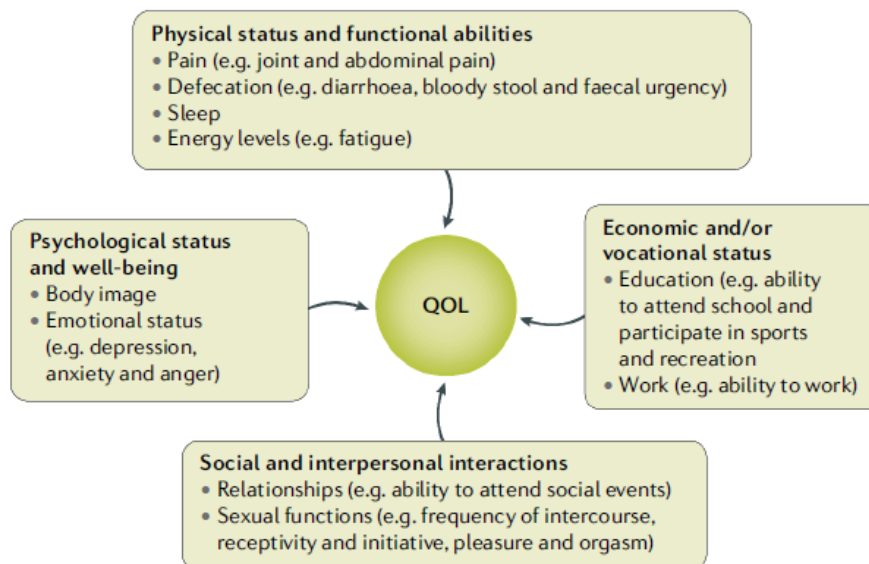 Physical status and functional abilities
• Pain (e.g. joint and abdominal pain)
• Defecation (e.g. diarrhoea, bloody stool and faecal urgency)
• Sleep
• Energy levels (e.g. fatigue)
Psychological status
and well-being
• Body image
• Emotional status
(e.g. depression,
anxiety and anger)
QOL
Economic and/or
vocational status
• Education (e.g. ability
to attend school and
participate in sports
and recreation
• Work (e.g. ability to work)
Social and interpersonal interactions
• Relationships (e.g. ability to attend social events)
• Sexual functions (e.g. frequency of intercourse,
receptivity and initiative, pleasure and orgasm)